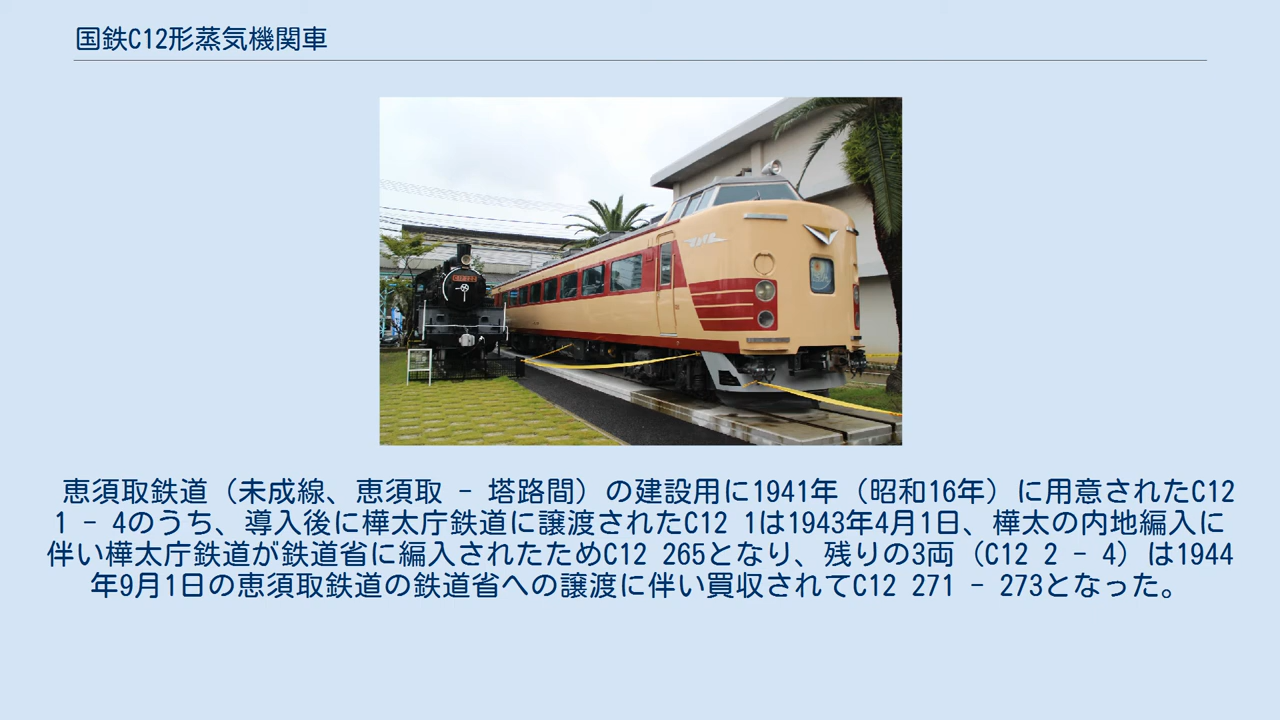 国鉄C12形蒸気機関車
恵須取鉄道（未成線、恵須取 - 塔路間）の建設用に1941年（昭和16年）に用意されたC12
1 - 4のうち、導入後に樺太庁鉄道に譲渡されたC12 1は1943年4月1日、樺太の内地編入に
伴い樺太庁鉄道が鉄道省に編入されたためC12 265となり、残りの3両（C12 2 - 4）は1944
年9月1日の恵須取鉄道の鉄道省への譲渡に伴い買収されてC12 271 - 273となった。